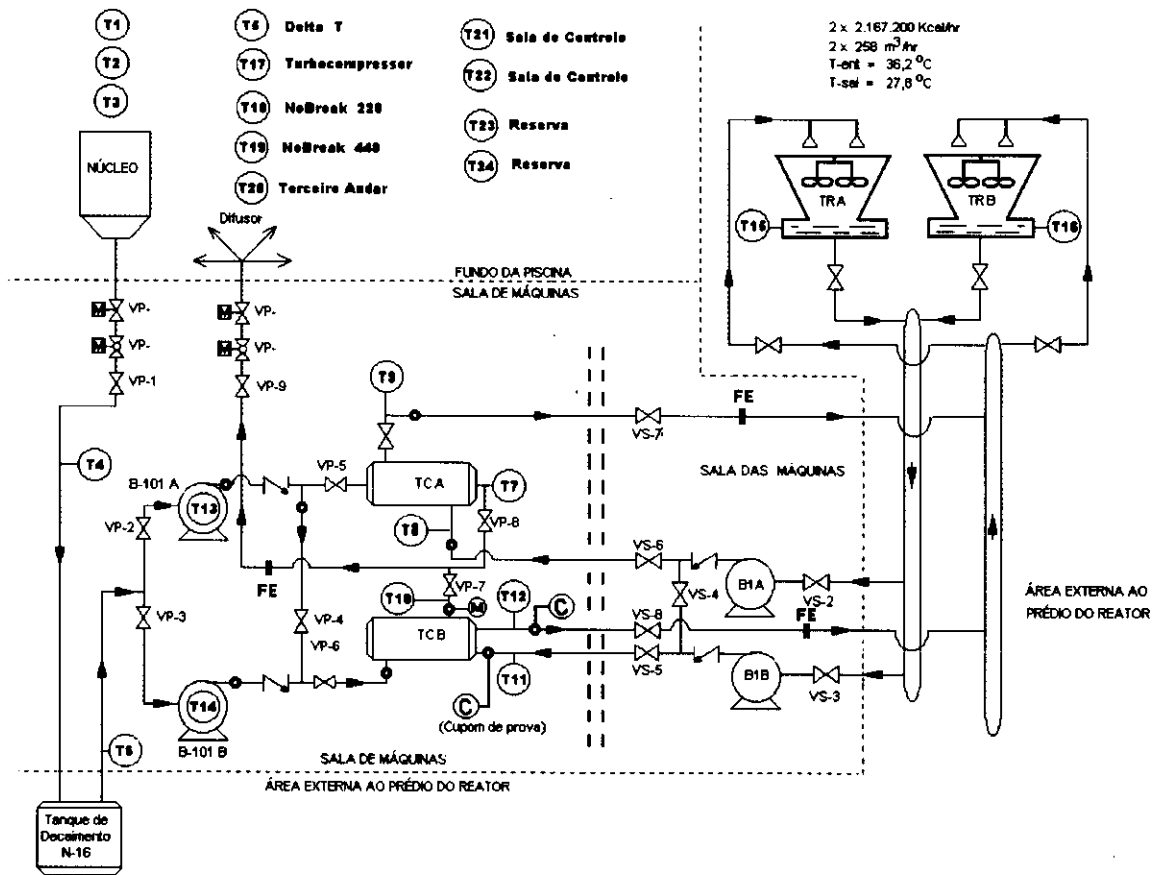 T1
T2
T3
T5 Delta T
T17 Turbocompressor
T18 NoBreak 220
T19 NoBreak 440
T20 Terceiro Andar
T21 Sala de Controle
T22 Sala de Controle
T23 Reserva
T24 Reserva
2 x 2.167.200 Kcal/hr
2 x 258 m³/hr
T-ent = 36,2 °C
T-sai = 27,8 °C
NÚCLEO
Difusor
TRA
TRB
T15
T16
FUNDO DA PISCINA
SALA DE MÁQUINAS
M VP-
M VP-
VP-1
M VP-
M VP-
VP-9
T9
FE
VS-7
SALA DAS MÁQUINAS
T4
VP-5
TCA
T7
B-101 A
T13
VP-2
VP-8
T8
VS-6
FE
VP-7
VS-4
B1A
VS-2
T10
M
T12
C
VP-3
VP-4
VS-8
FE
ÁREA EXTERNA AO
PRÉDIO DO REATOR
TCB
VP-6
VS-5
B1B
VS-3
T11
T14
C
(Cupom de prova)
B-101 B
SALA DE MÁQUINAS
ÁREA EXTERNA AO PRÉDIO DO REATOR
Tanque de
Decaimento
N-16